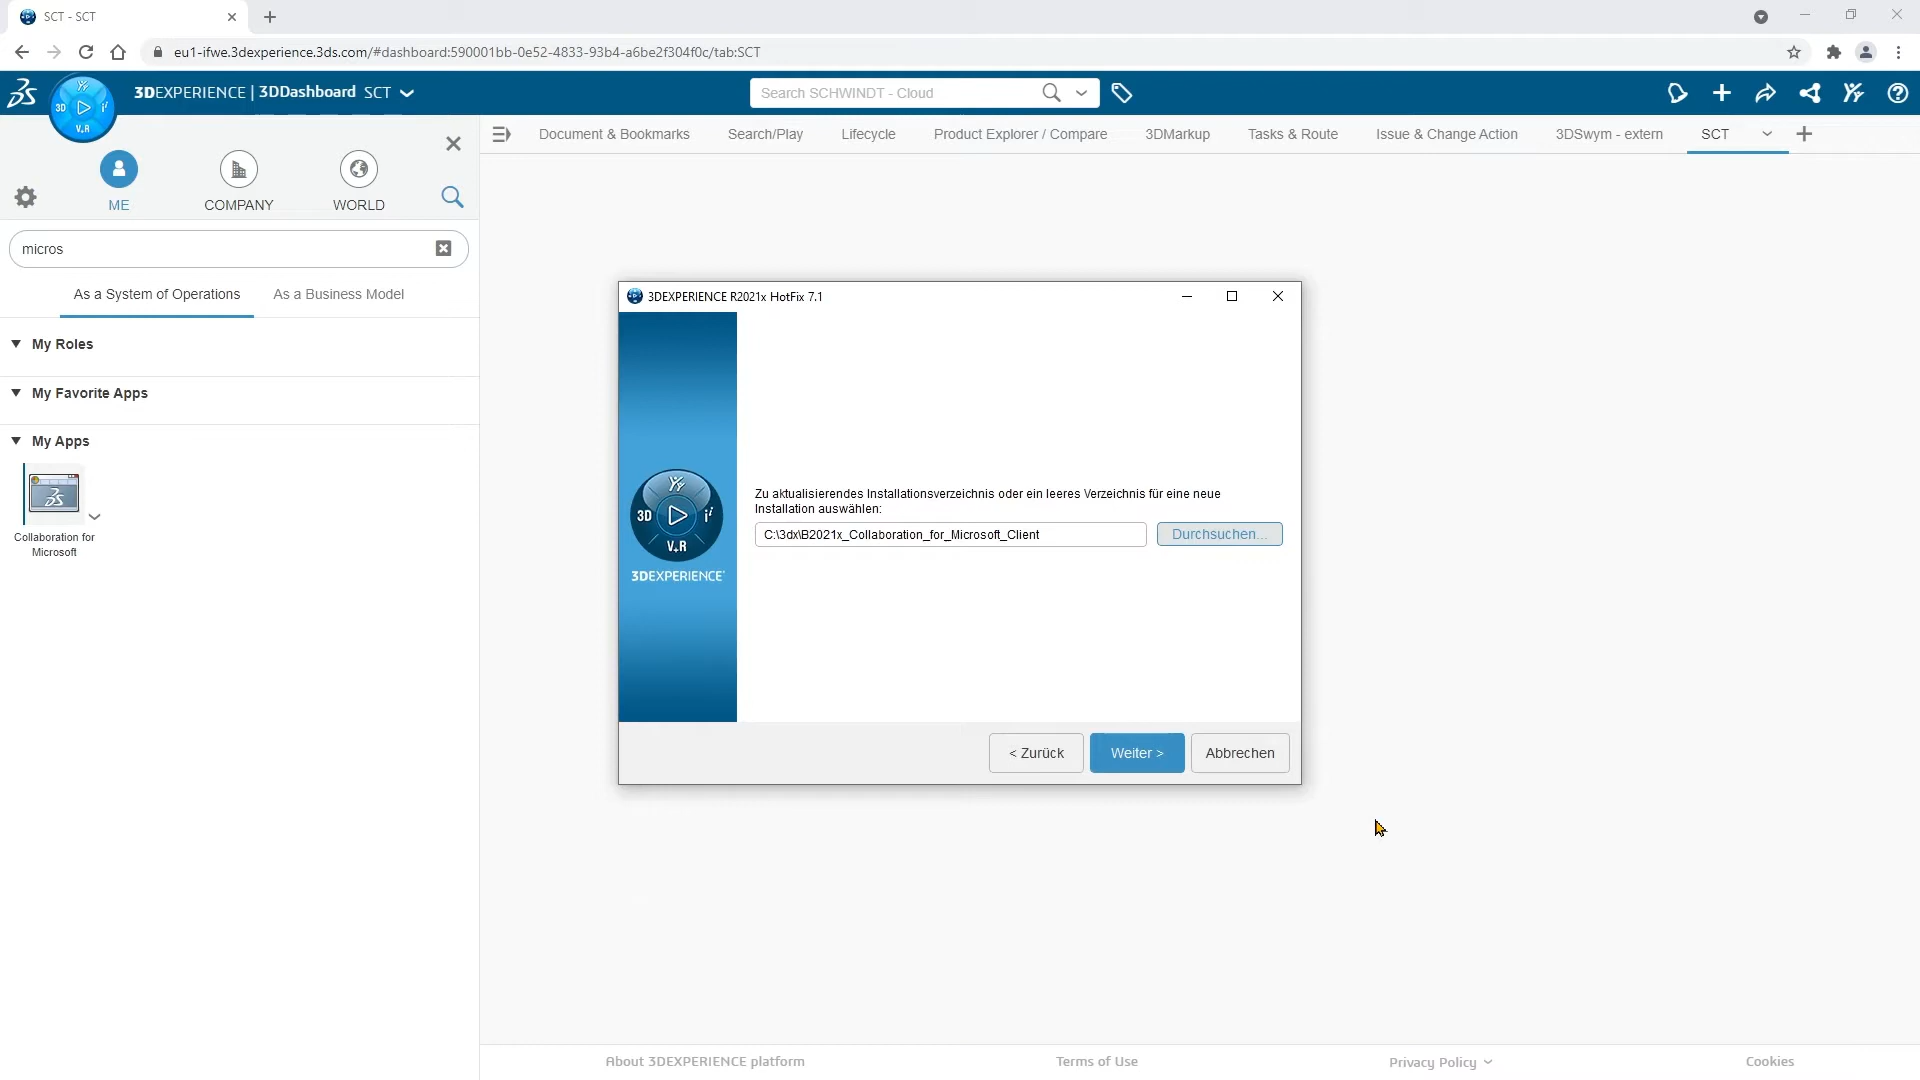 SCT - SCT
eu1-ifwe.3dexperience.3ds.com/#dashboard:590001bb-0e52-4833-93b4-a6be2f304f0c/tab:SCT
3DEXPERIENCE | 3DDashboard SCT
Search SCHWINDT - Cloud
3D
V.R
Document & Bookmarks
Search/Play
Lifecycle
Product Explorer / Compare
3DMarkup
Tasks & Route
Issue & Change Action
3DSwym - extern
SCT
ME
COMPANY
WORLD
micros
As a System of Operations
As a Business Model
My Roles
My Favorite Apps
My Apps
Collaboration for
Microsoft
3DEXPERIENCE R2021x HotFix 7.1
3D
V.R
3DEXPERIENCE
Zu aktualisierendes Installationsverzeichnis oder ein leeres Verzeichnis für eine neue
Installation auswählen:
C:\3dx\B2021x_Collaboration_for_Microsoft_Client
Durchsuchen...
< Zurück
Weiter >
Abbrechen
About 3DEXPERIENCE platform
Terms of Use
Privacy Policy
Cookies